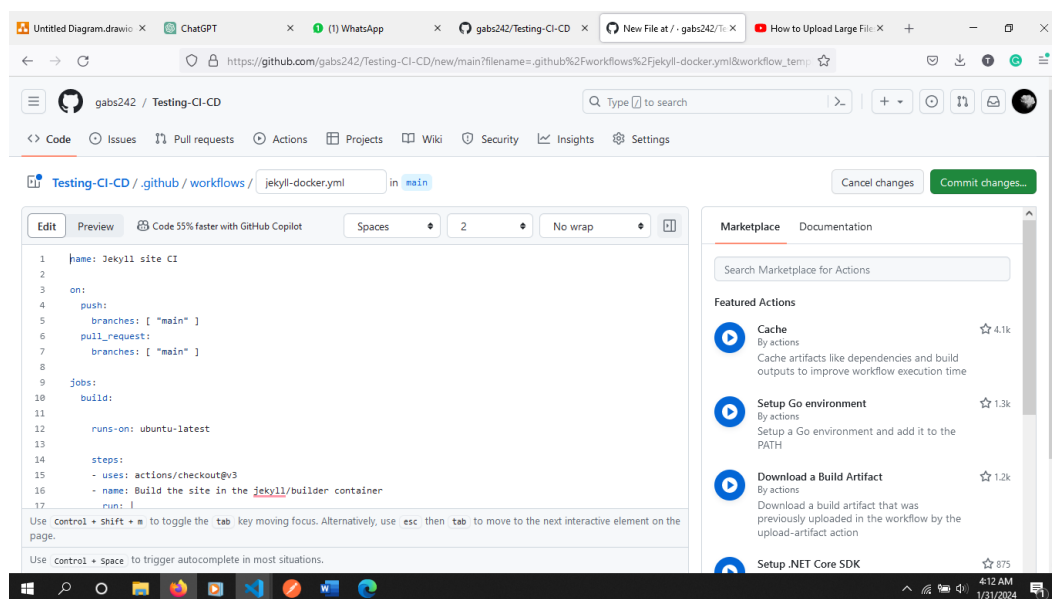 Untitled Diagram.drawio
ChatGPT
(1) WhatsApp
gabs242/Testing-CI-CD
New File at / · gabs242/Te
How to Upload Large File
https://github.com/gabs242/Testing-CI-CD/new/main?filename=.github%2Fworkflows%2Fjekyll-docker.yml&workflow_temp
gabs242 / Testing-CI-CD
Type / to search
<> Code
Issues
Pull requests
Actions
Projects
Wiki
Security
Insights
Settings
Testing-CI-CD / .github / workflows / jekyll-docker.yml in main
Cancel changes
Commit changes...
Edit
Preview
Code 55% faster with GitHub Copilot
Spaces
2
No wrap
1 name: Jekyll site CI
2
3 on:
4 push:
5 branches: [ "main" ]
6 pull_request:
7 branches: [ "main" ]
8
9 jobs:
10 build:
11
12 runs-on: ubuntu-latest
13
14 steps:
15 - uses: actions/checkout@v3
16 - name: Build the site in the jekyll/builder container
17 run: |
Use Control + Shift + m to toggle the tab key moving focus. Alternatively, use esc then tab to move to the next interactive element on the
page.
Use Control + Space to trigger autocomplete in most situations.
Marketplace
Documentation
Search Marketplace for Actions
Featured Actions
Cache
4.1k
By actions
Cache artifacts like dependencies and build
outputs to improve workflow execution time
Setup Go environment
1.3k
By actions
Setup a Go environment and add it to the
PATH
Download a Build Artifact
1.2k
By actions
Download a build artifact that was
previously uploaded in the workflow by the
upload-artifact action
Setup .NET Core SDK
875
4:12 AM
1/31/2024